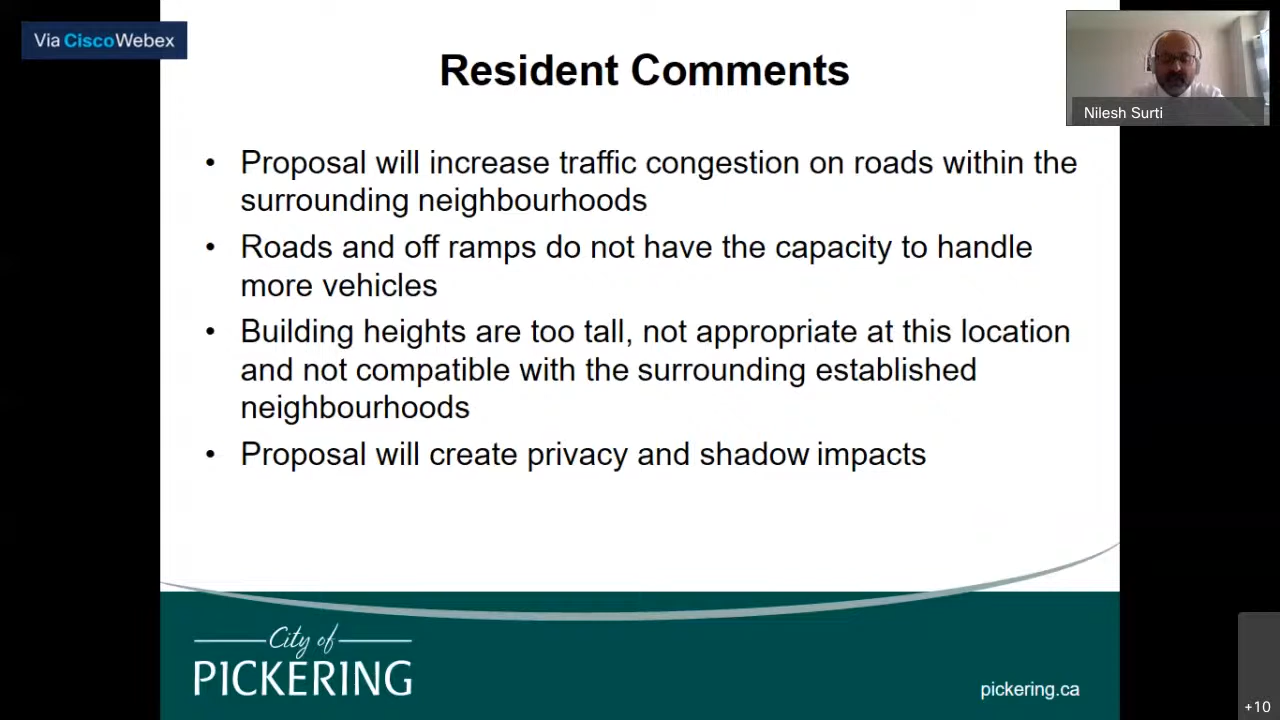 Via CiscoWebex
Resident Comments
Nilesh Surti
• Proposal will increase traffic congestion on roads within the
surrounding neighbourhoods
• Roads and off ramps do not have the capacity to handle
more vehicles
• Building heights are too tall, not appropriate at this location
and not compatible with the surrounding established
neighbourhoods
• Proposal will create privacy and shadow impacts
City of
PICKERING
pickering.ca
+10